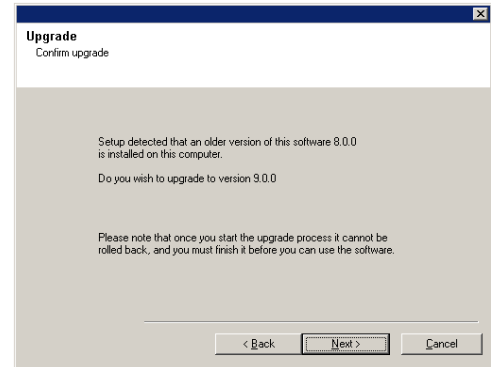 Upgrade
Confirm upgrade
Setup detected that an older version of this software 8.0.0
is installed on this computer.
Do you wish to upgrade to version 9.0.0
Please note that once you start the upgrade process it cannot be
rolled back, and you must finish it before you can use the software.
< Back Next > Cancel